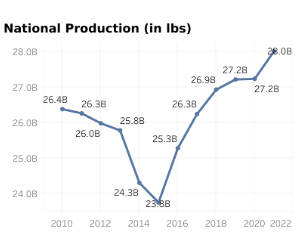 National Production (in lbs)
28.0B
28.0B
27.0B
27.2B
26.9B
27.2B
26.4B
26.3B
26.3B
26.0B
26.0B
25.8B
25.3B
25.0B
24.3B
24.0B
23.8B
2010 2012 2014 2016 2018 2020 2022